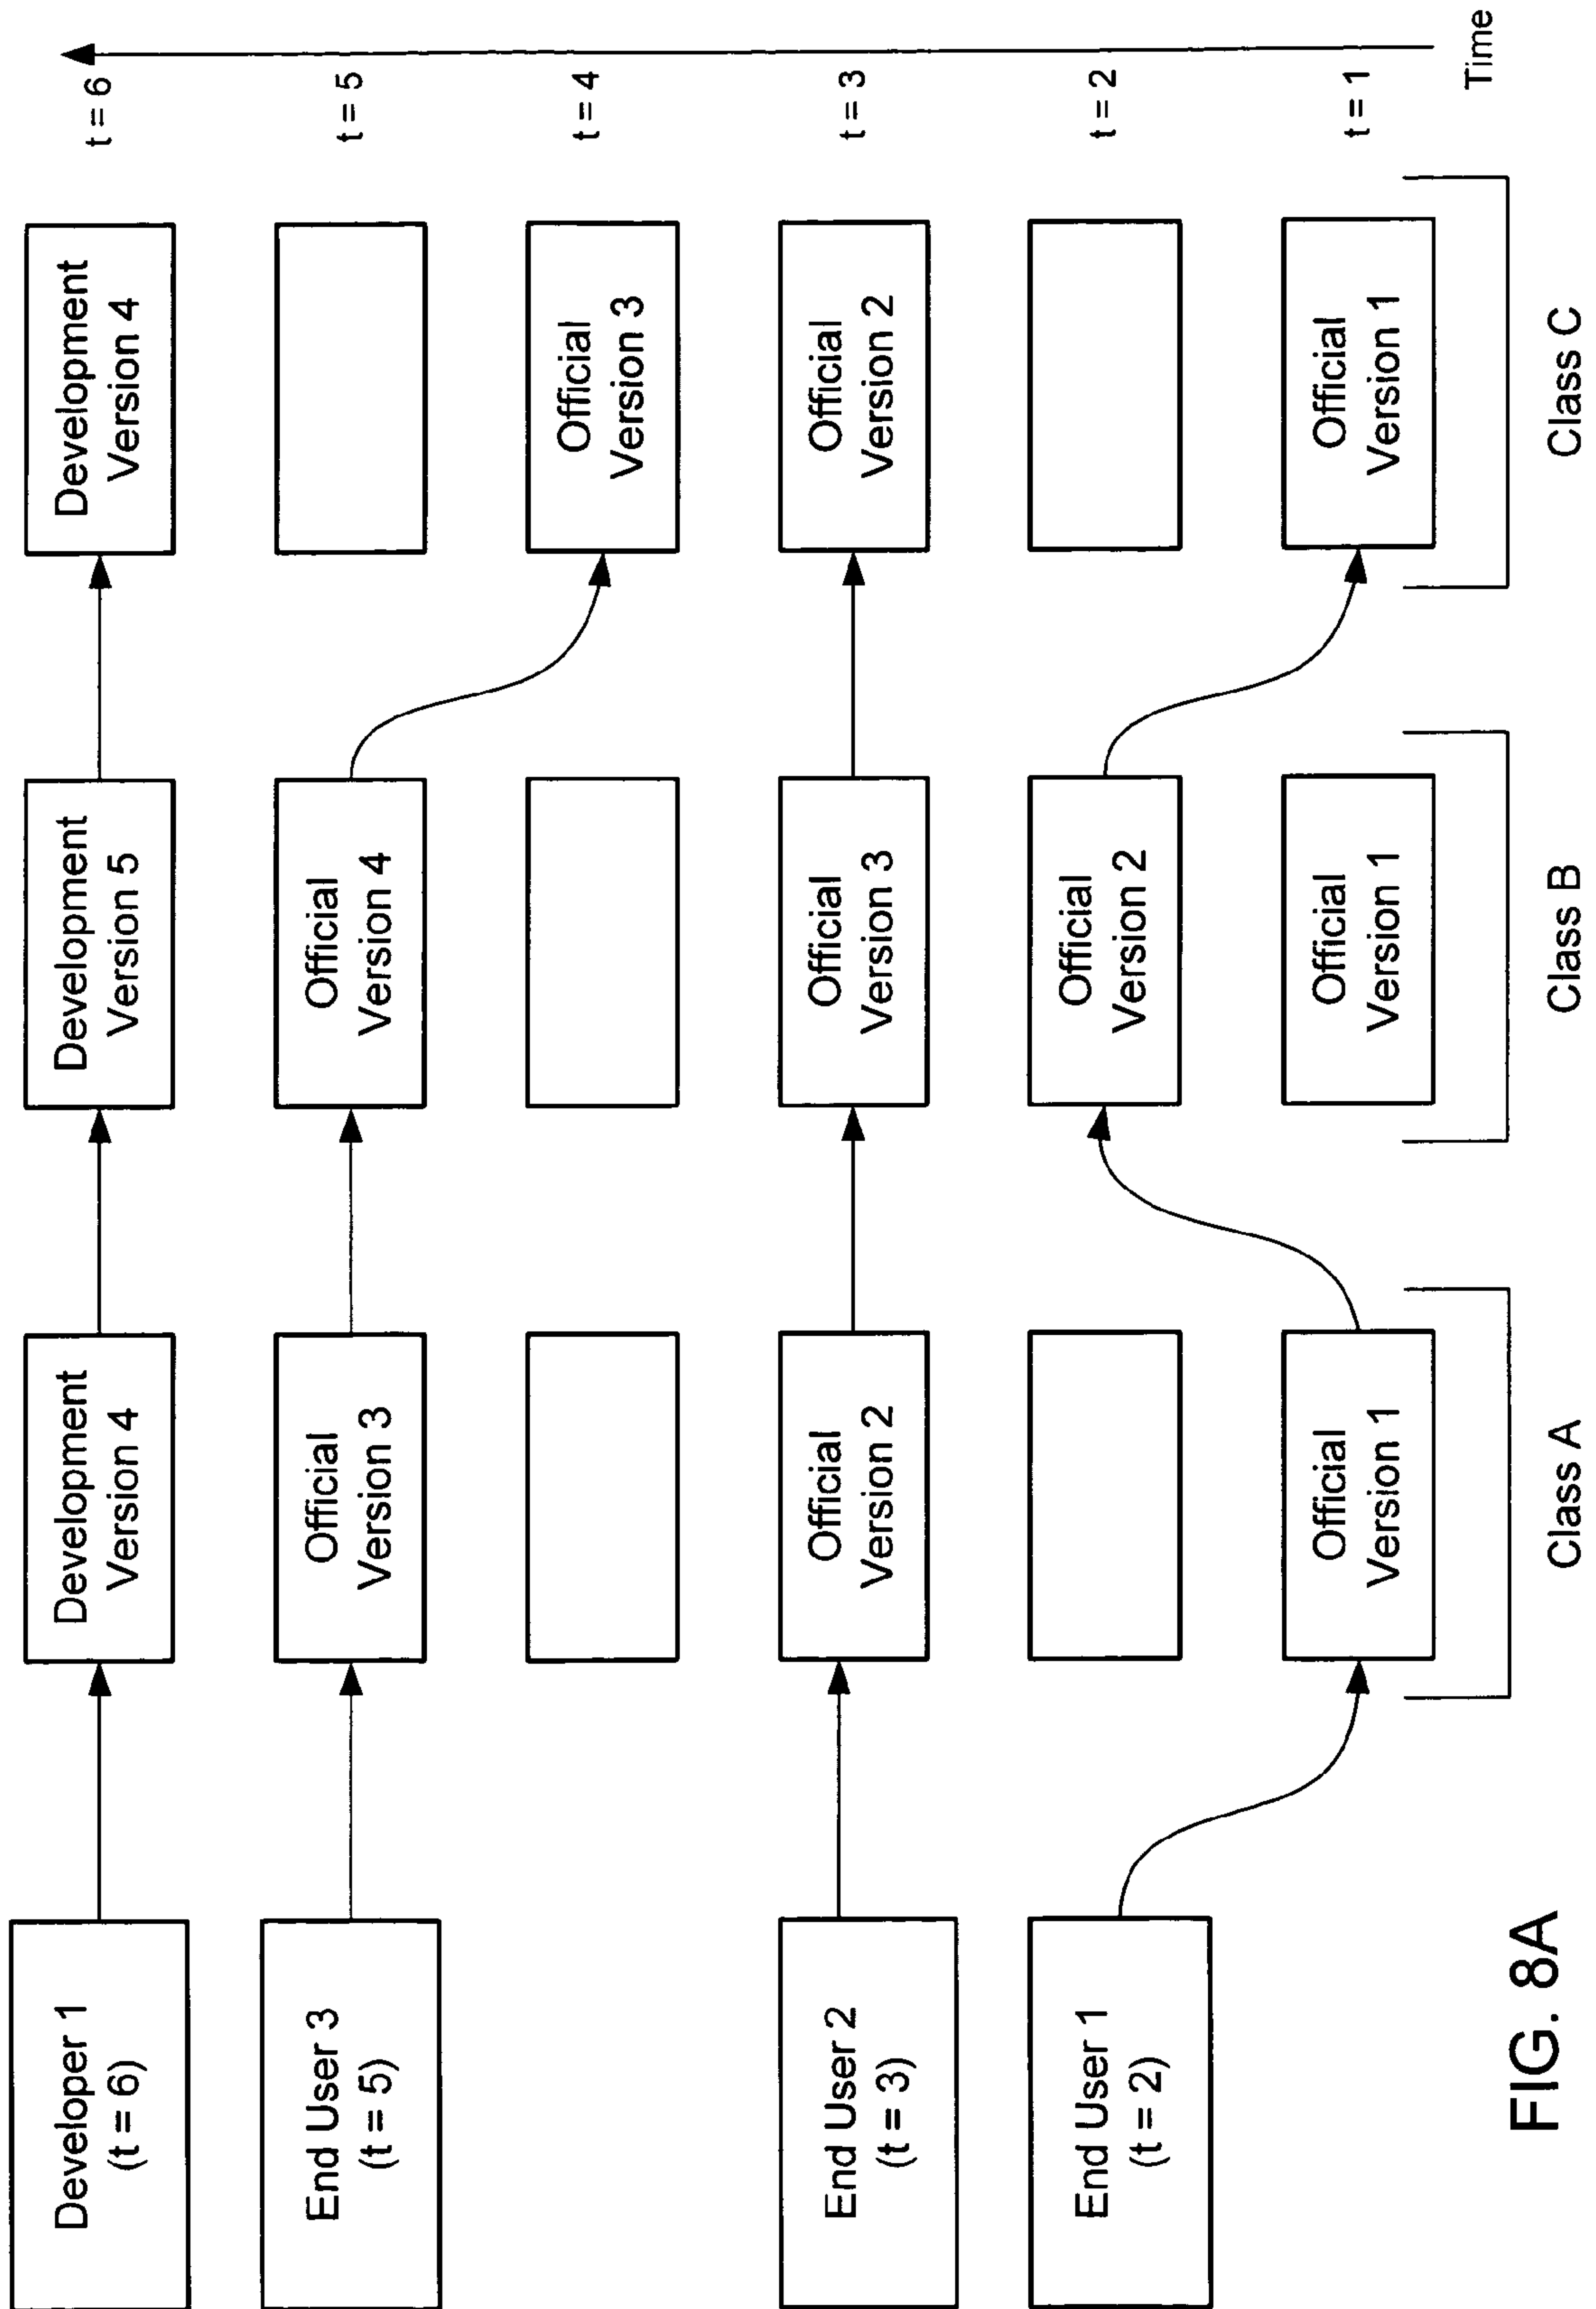 Developer 1
(t = 6)
Development
Version 4
Development
Version 5
Development
Version 4
t = 6
End User 3
(t = 5)
Official
Version 3
Official
Version 4
t = 5
Official
Version 3
t = 4
End User 2
(t = 3)
Official
Version 2
Official
Version 3
Official
Version 2
t = 3
End User 1
(t = 2)
Official
Version 2
t = 2
Official
Version 1
Official
Version 1
Official
Version 1
t = 1
Time
Class A
Class B
Class C
FIG. 8A